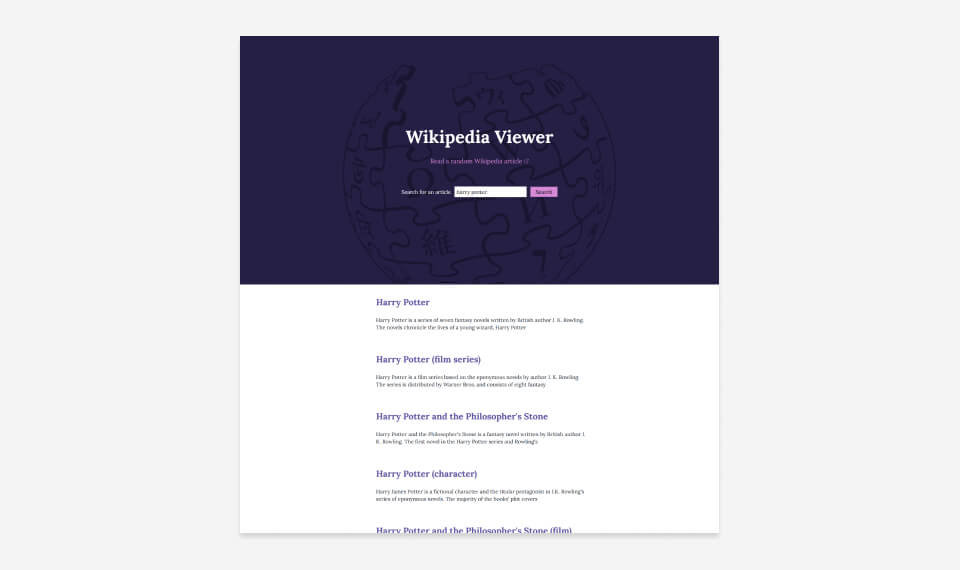 Wikipedia Viewer
Read a random Wikipedia article
Search for an article harry potter Search
維
Ω
И
7
Harry Potter
Harry Potter is a series of seven fantasy novels written by British author J. K. Rowling.
The novels chronicle the lives of a young wizard, Harry Potter
Harry Potter (film series)
Harry Potter is a film series based on the eponymous novels by author J. K. Rowling.
The series is distributed by Warner Bros. and consists of eight fantasy
Harry Potter and the Philosopher's Stone
Harry Potter and the Philosopher's Stone is a fantasy novel written by British author J.
K. Rowling. The first novel in the Harry Potter series and Rowling's
Harry Potter (character)
Harry James Potter is a fictional character and the titular protagonist in J.K. Rowling's
series of eponymous novels. The majority of the books' plot covers
Harry Potter and the Philosopher's Stone (film)